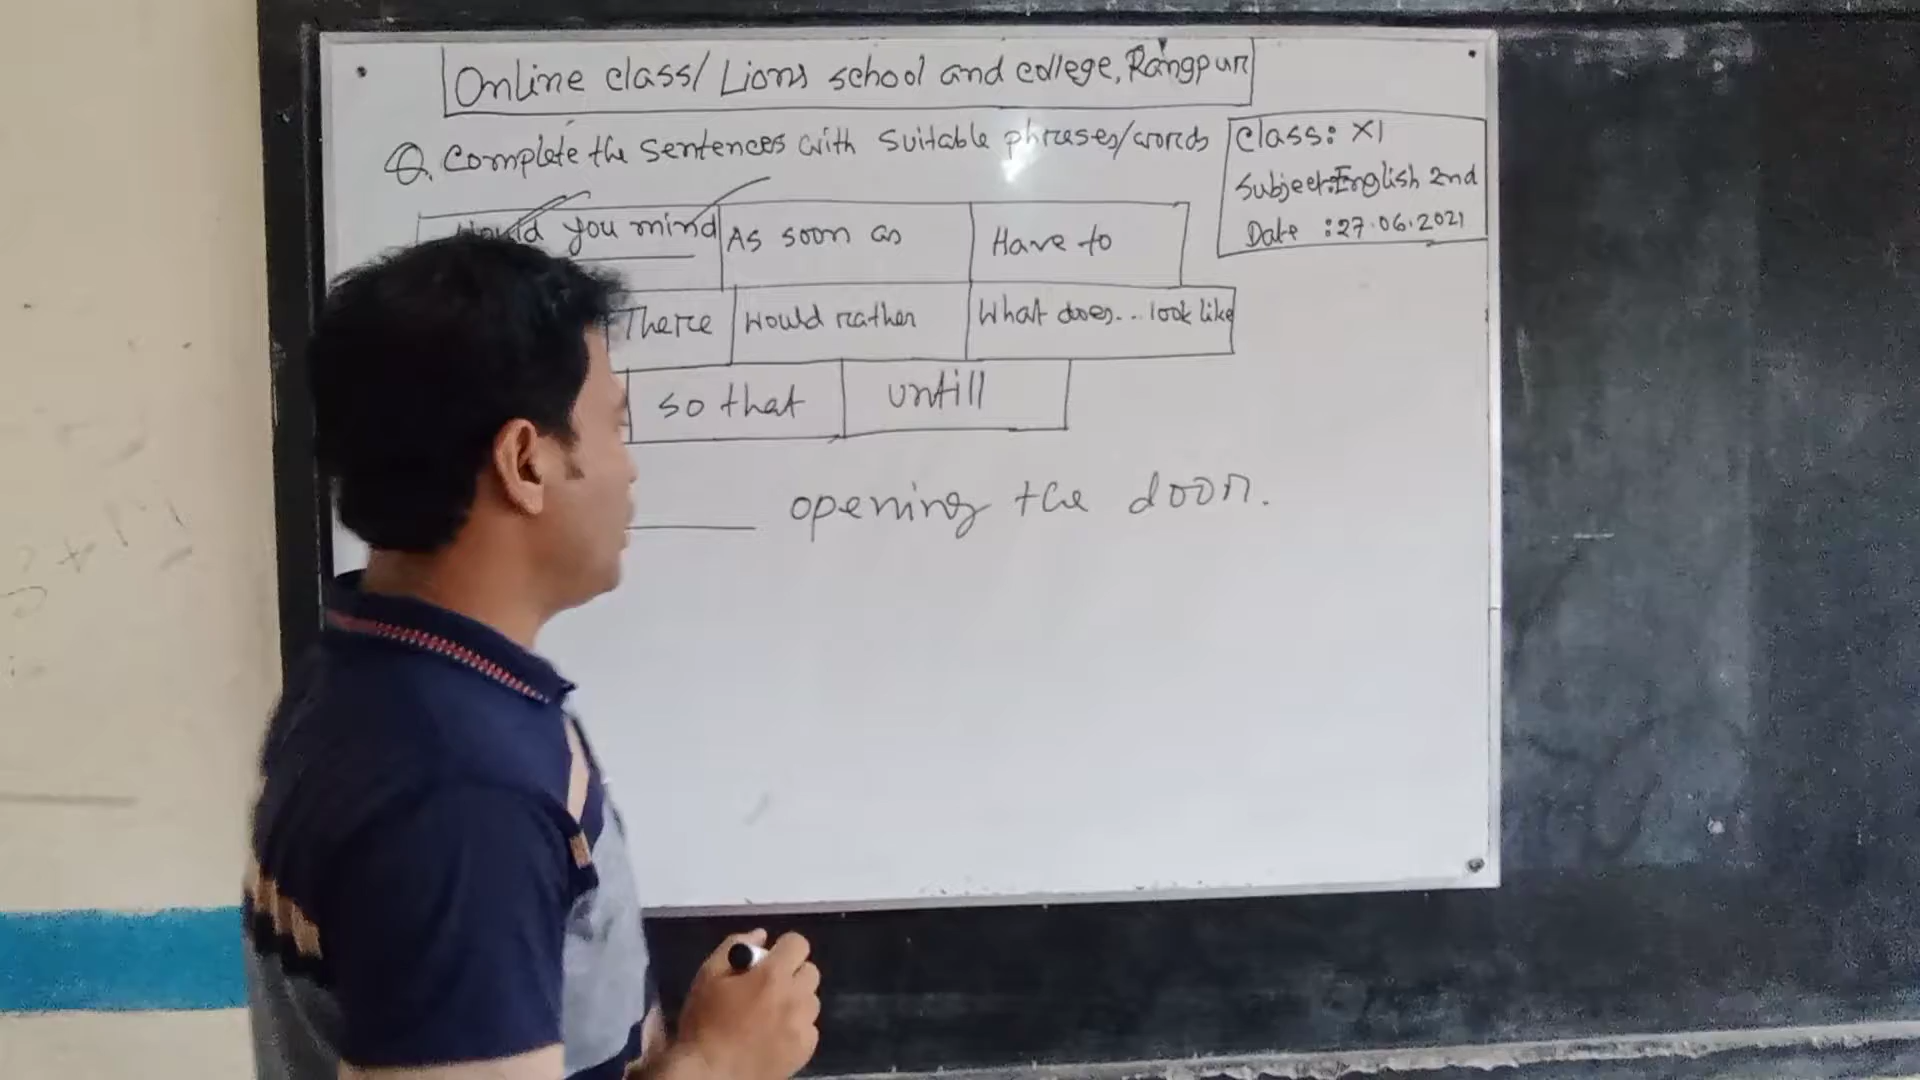 Online class/Lions school and college, Rangpur
Q. Complete the sentences with suitable phrases/words
Class: XI
Subject:English 2nd
Date :27.06.2021
would you mind As soon as Have to
There Would rather What does... look like
so that untill
opening the door.